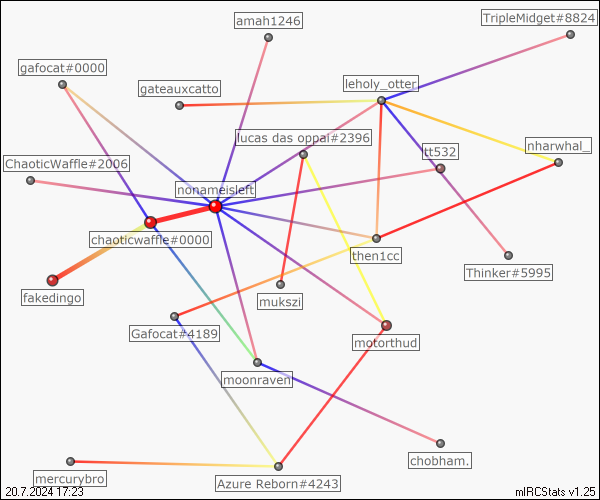 amah1246
TripleMidget#8824
gafocat#0000
gateauxcatto
leholy_otter
lucas das oppai#2396
tt532
nharwhal_
ChaoticWaffle#2006
nonameisleft
chaoticwaffle#0000
then1cc
Thinker#5995
fakedingo
mukszi
Gafocat#4189
motorthud
moonraven
chobham.
mercurybro
Azure Reborn#4243
20.7.2024 17:23
mIRCStats v1.25